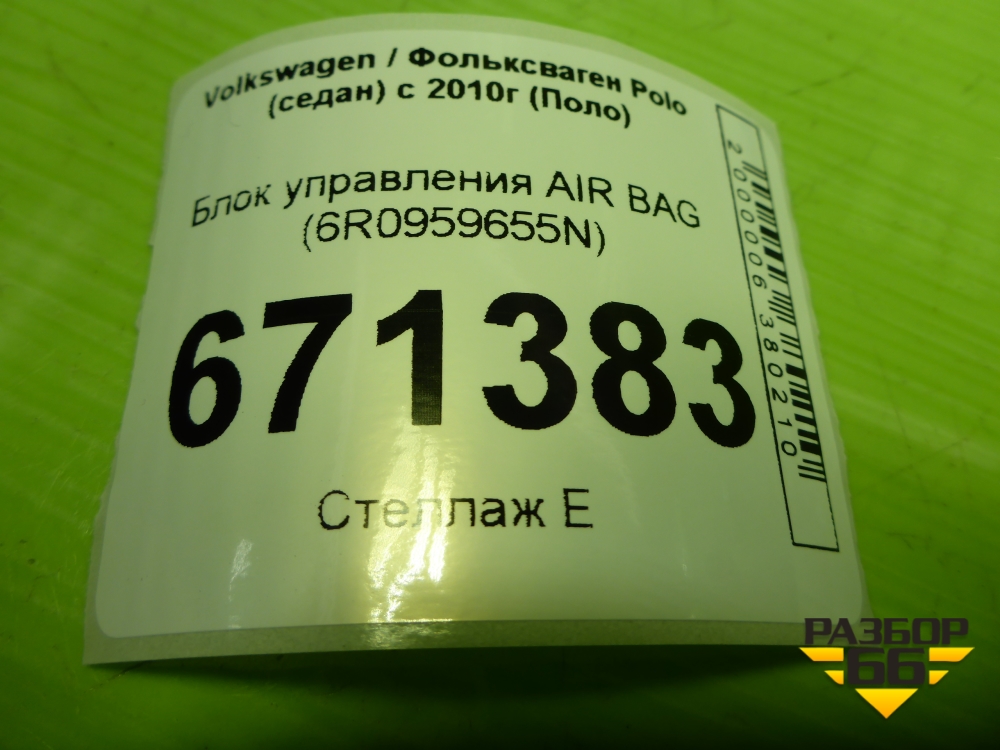 Volkswagen / Фольксваген Polo
(седан) с 2010г (Поло)
Блок управления AIR BAG
(6R0959655N)
671383
Стеллаж E
2000006380210
РАЗБОР
66